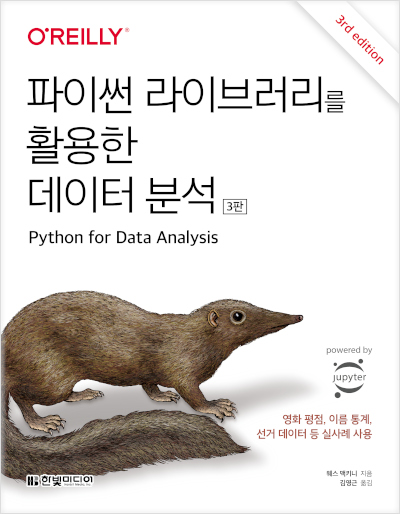 O'REILLY®
3rd edition
파이썬 라이브러리를
활용한
데이터 분석 3판
Python for Data Analysis
powered by
jupyter
영화 평점, 이름 통계,
선거 데이터 등 실사례 사용
한빛미디어
Hanbit Media, Inc.
웨스 맥키니 지음
김영근 옮김